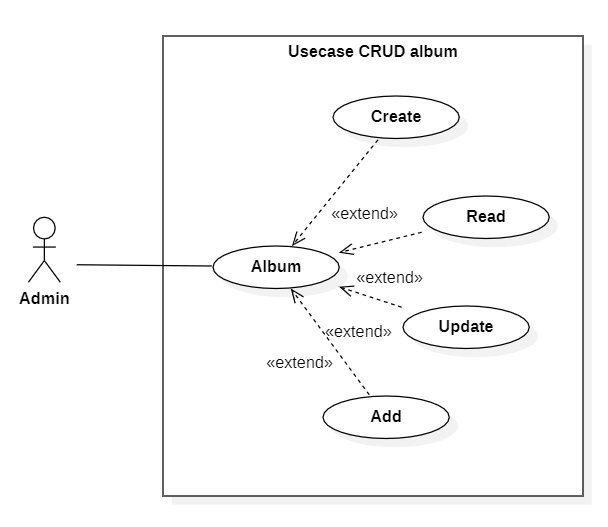 Usecase CRUD album
Create
«extend»
Read
Album
«extend»
Admin
Update
«extend»
«extend»
Add